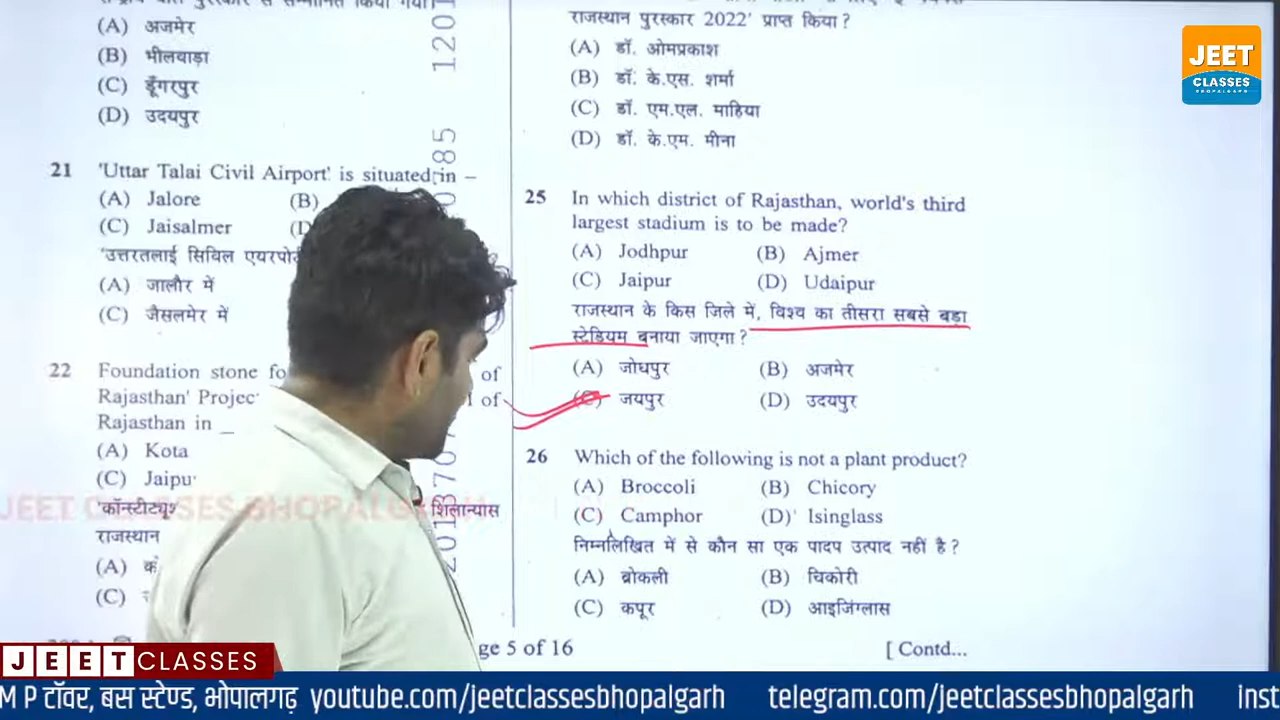 (A) अजमेर
(B) भीलवाड़ा
(C) डूँगरपुर
(D) उदयपुर
21 'Uttar Talai Civil Airport' is situated in –
(A) Jalore (B)
(C) Jaisalmer
'उत्तरतलाई सिविल
(A) जालौर में
(C) जैसलमेर में
22 Foundation stone of
Rajasthan' of
Rajasthan in _
(A) Kota
(C)
शिलान्यास
राजस्थान
(A)
(C)
राजस्थान पुरस्कार 2022' प्राप्त किया?
(A) डॉ. ओमप्रकाश
(B) डॉ. के.एस. शर्मा
(C) डॉ. एम.एल. माहिया
(D) डॉ. के.एम. मीना
25 In which district of Rajasthan, world's third
largest stadium is to be made?
(A) Jodhpur (B) Ajmer
(C) Jaipur (D) Udaipur
राजस्थान के किस जिले में, विश्व का तीसरा सबसे बड़ा
स्टेडियम बनाया जाएगा?
(A) जोधपुर (B) अजमेर
(C) जयपुर (D) उदयपुर
26 Which of the following is not a plant product?
(A) Broccoli (B) Chicory
(C) Camphor (D) Isinglass
निम्नलिखित में से कौन सा एक पादप उत्पाद नहीं है?
(A) ब्रोकली (B) चिकोरी
(C) कपूर (D) आइजिंग्लास
5 of 16 [ Contd...
JEET
CLASSES
BHOPALGARH
JEET CLASSES
M P टॉवर, बस स्टेण्ड, भोपालगढ़ youtube.com/jeetclassesbhopalgarh telegram.com/jeetclassesbhopalgarh